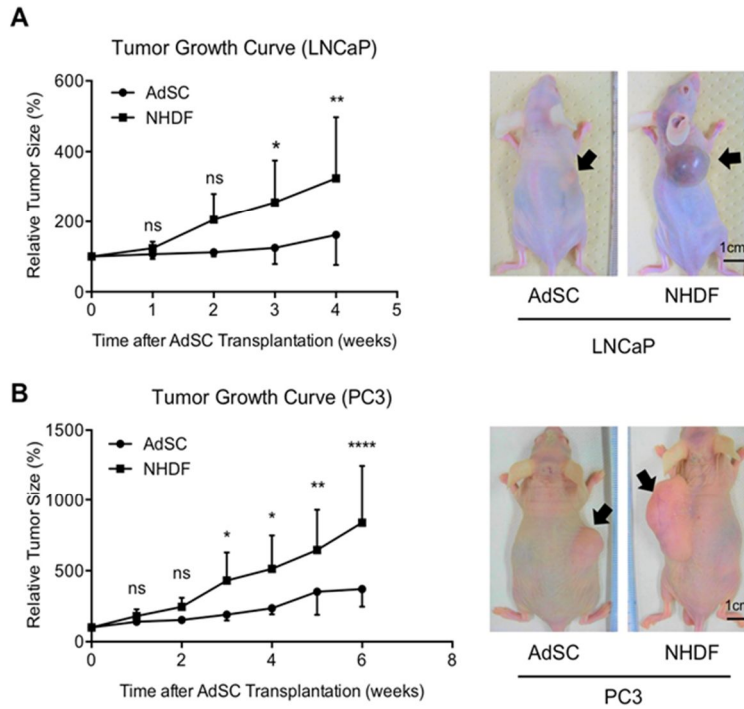 A
Tumor Growth Curve (LNCaP)
Relative Tumor Size (%)
600
400
200
0
AdSC
NHDF
ns
ns
*
**
0 1 2 3 4 5
Time after AdSC Transplantation (weeks)
1cm
AdSC NHDF
LNCaP
B
Tumor Growth Curve (PC3)
Relative Tumor Size (%)
1500
1000
500
0
AdSC
NHDF
ns
ns
*
*
**
****
0 2 4 6 8
Time after AdSC Transplantation (weeks)
1cm
AdSC NHDF
PC3